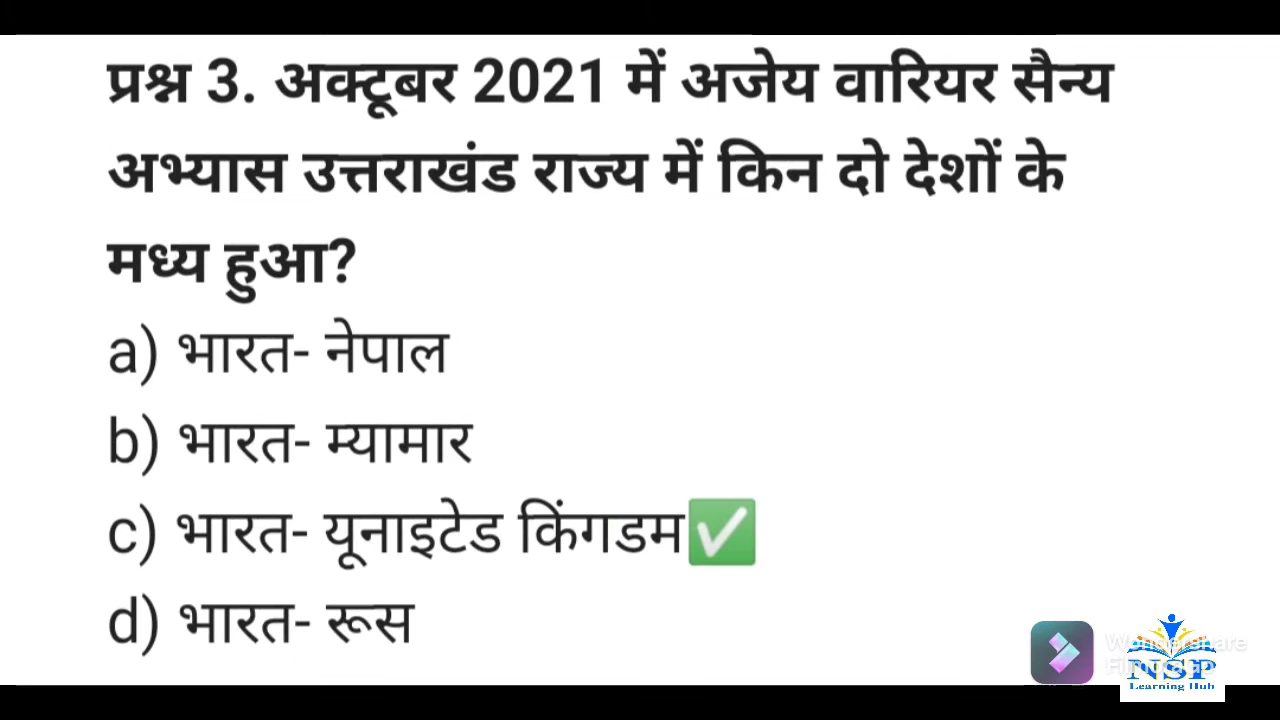 प्रश्न 3. अक्टूबर 2021 में अजेय वारियर सैन्य
अभ्यास उत्तराखंड राज्य में किन दो देशों के
मध्य हुआ?
a) भारत- नेपाल
b) भारत- म्यामार
c) भारत- यूनाइटेड किंगडम✅
d) भारत- रूस
Wondershare
NSP
Learning Hub